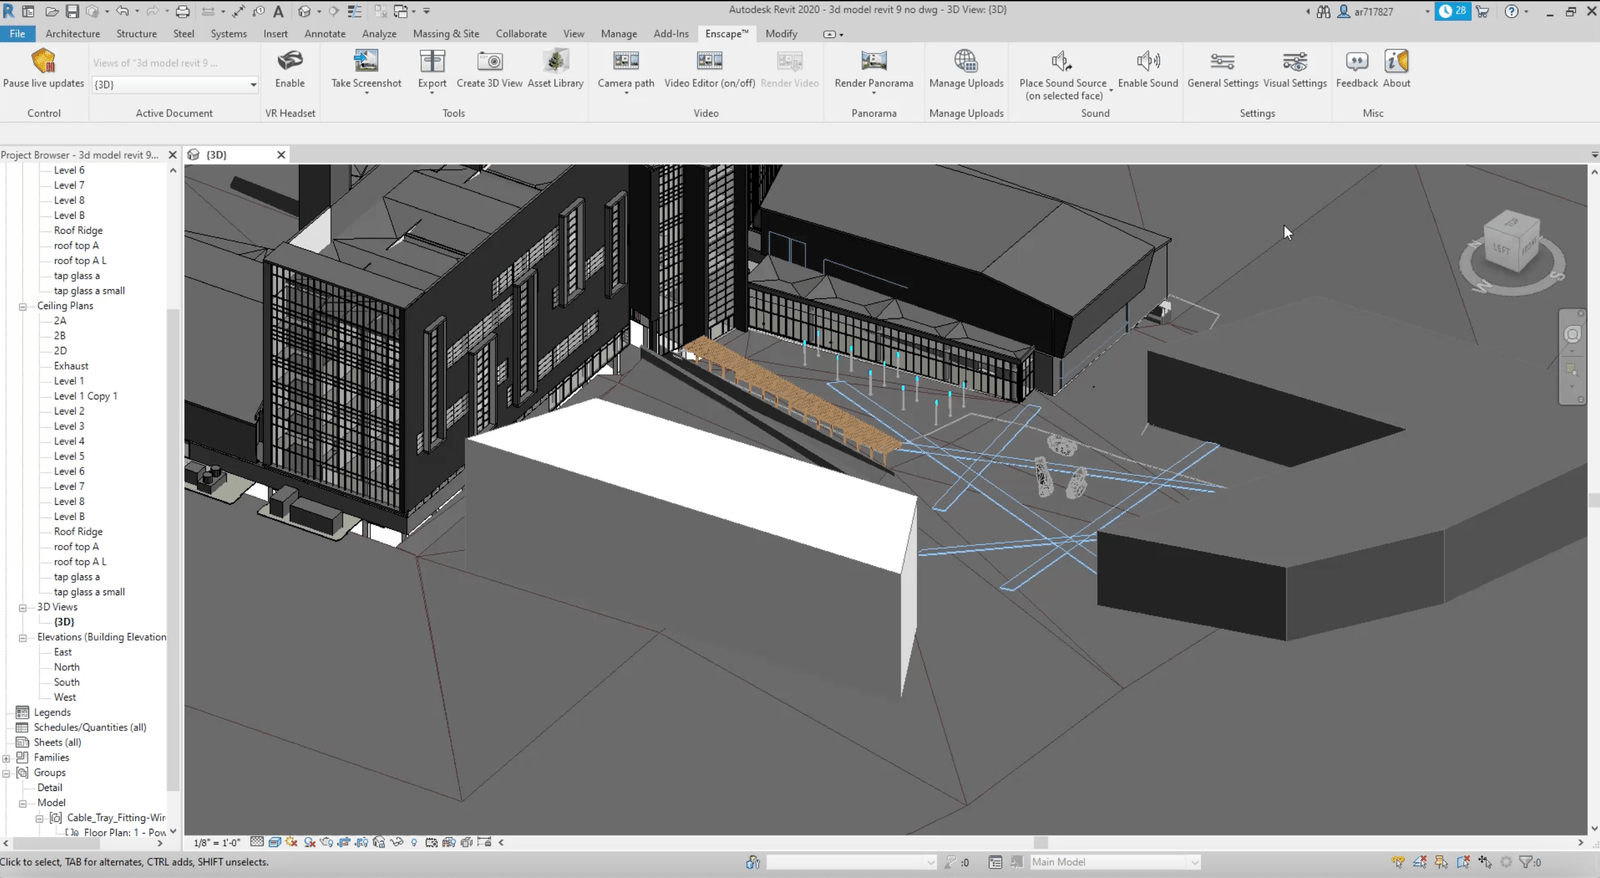 Autodesk Revit 2020 - 3d model revit 9 no dwg - 3D View: {3D}
ar717827
28
File Architecture Structure Steel Systems Insert Annotate Analyze Massing & Site Collaborate View Manage Add-Ins Enscape™ Modify
Pause live updates
Views of "3d model revit 9 ...
{3D}
Enable
Take Screenshot
Export
Create 3D View
Asset Library
Camera path
Video Editor (on/off)
Render Video
Render Panorama
Manage Uploads
Place Sound Source
(on selected face)
Enable Sound
General Settings
Visual Settings
Feedback
About
Control
Active Document
VR Headset
Tools
Video
Panorama
Manage Uploads
Sound
Settings
Misc
Project Browser - 3d model revit 9...
{3D}
Level 6
Level 7
Level 8
Level B
Roof Ridge
roof top A
roof top A L
tap glass a
tap glass a small
Ceiling Plans
2A
2B
2D
Exhaust
Level 1
Level 1 Copy 1
Level 2
Level 3
Level 4
Level 5
Level 6
Level 7
Level 8
Level B
Roof Ridge
roof top A
roof top A L
tap glass a
tap glass a small
3D Views
{3D}
Elevations (Building Elevation
East
North
South
West
Legends
Schedules/Quantities (all)
Sheets (all)
Families
Groups
Detail
Model
Cable_Tray_Fitting-Wir
Floor Plan: 1 - Pow
LEFT
FRONT
W
S
1/8" = 1'-0"
Click to select, TAB for alternates, CTRL adds, SHIFT unselects.
:0
Main Model
:0